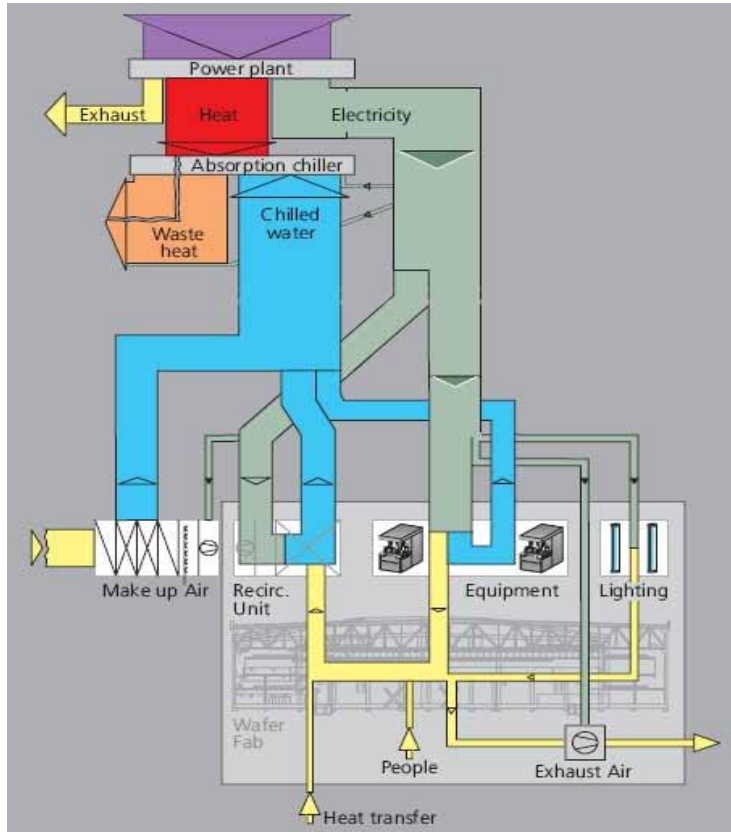 Power plant
Exhaust
Heat
Electricity
Absorption chiller
Waste
heat
Chilled
water
Make up Air
Recirc.
Unit
Equipment
Lighting
Wafer
Fab
People
Exhaust Air
Heat transfer